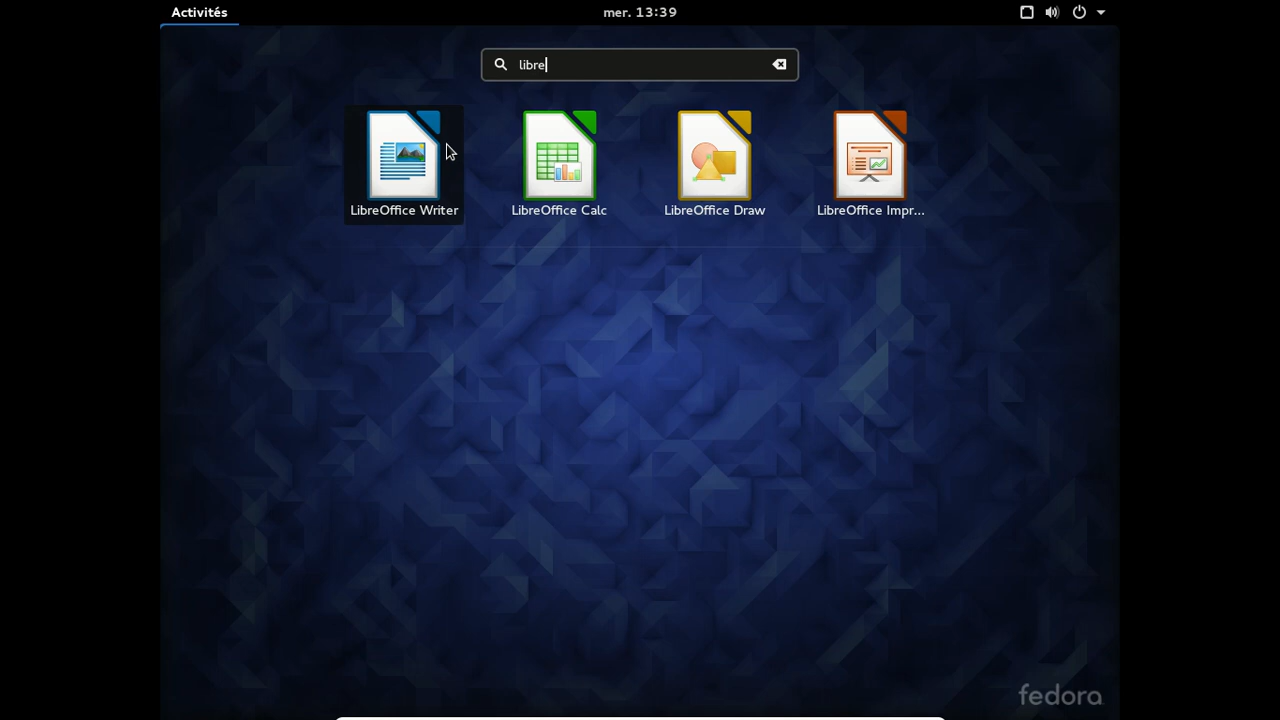 Activités
mer. 13:39
libre
LibreOffice Writer
LibreOffice Calc
LibreOffice Draw
LibreOffice Impr...
fedora